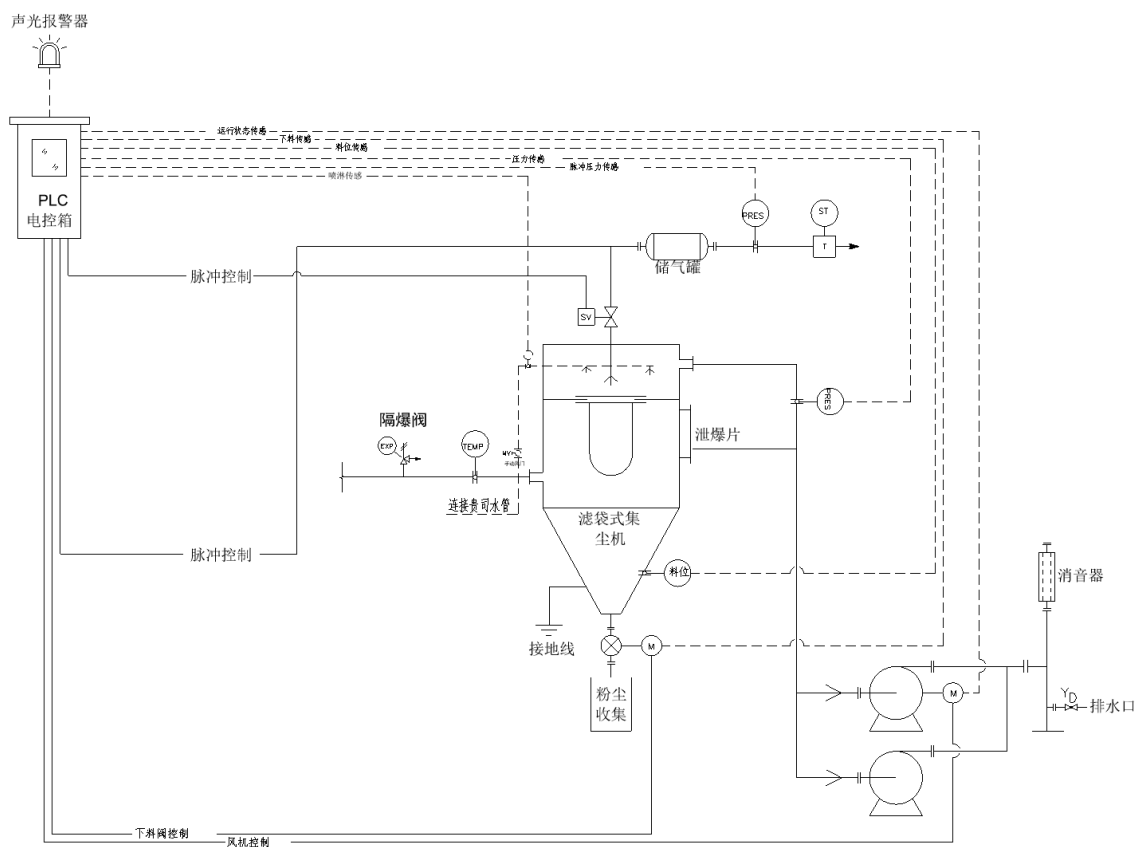 声光报警器
运行状态传感
下料传感
料位传感
压力传感
脉冲压力传感
喷淋传感
PLC
电控箱
PRES
ST
T
储气罐
脉冲控制
SV
PRES
隔爆阀
EXP
TEMP
手动阀门
泄爆片
连接贵司水管
滤袋式集
尘机
脉冲控制
料位
消音器
接地线
M
粉尘
收集
M
排水口
下料阀控制
风机控制